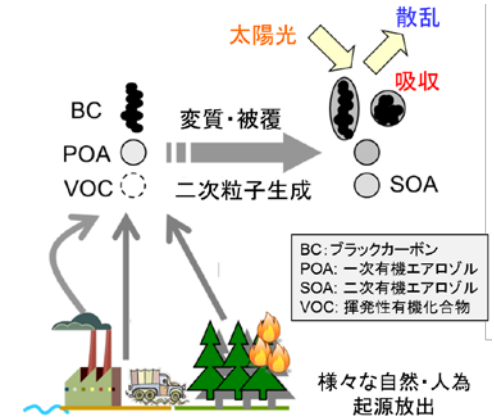 太陽光
散乱
吸収
BC
変質・被覆
POA
VOC
二次粒子生成
SOA
BC: ブラックカーボン
POA: 一次有機エアロゾル
SOA: 二次有機エアロゾル
VOC: 揮発性有機化合物
様々な自然・人為
起源放出